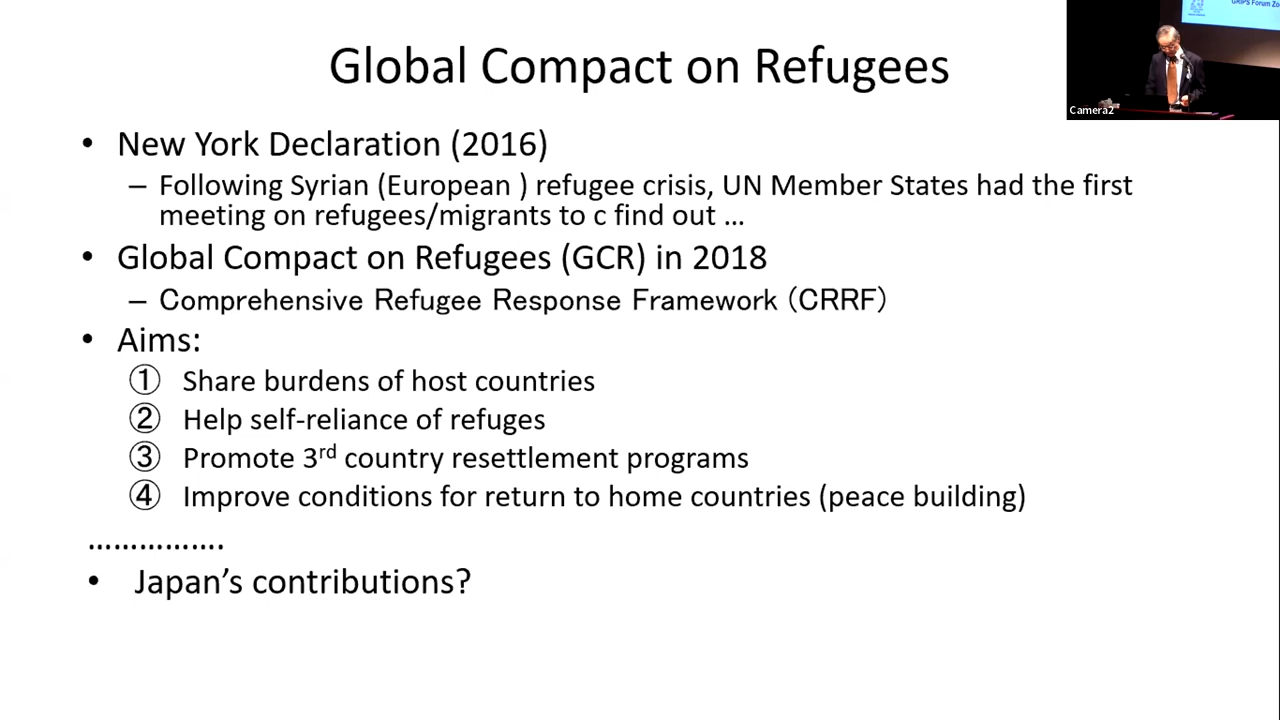 Global Compact on Refugees
GRIPS Forum Zo
Camera2
• New York Declaration (2016)
– Following Syrian (European ) refugee crisis, UN Member States had the first
meeting on refugees/migrants to c find out …
• Global Compact on Refugees (GCR) in 2018
– Comprehensive Refugee Response Framework (CRRF)
• Aims:
① Share burdens of host countries
② Help self-reliance of refuges
③ Promote 3rd country resettlement programs
④ Improve conditions for return to home countries (peace building)
…………….
• Japan’s contributions?